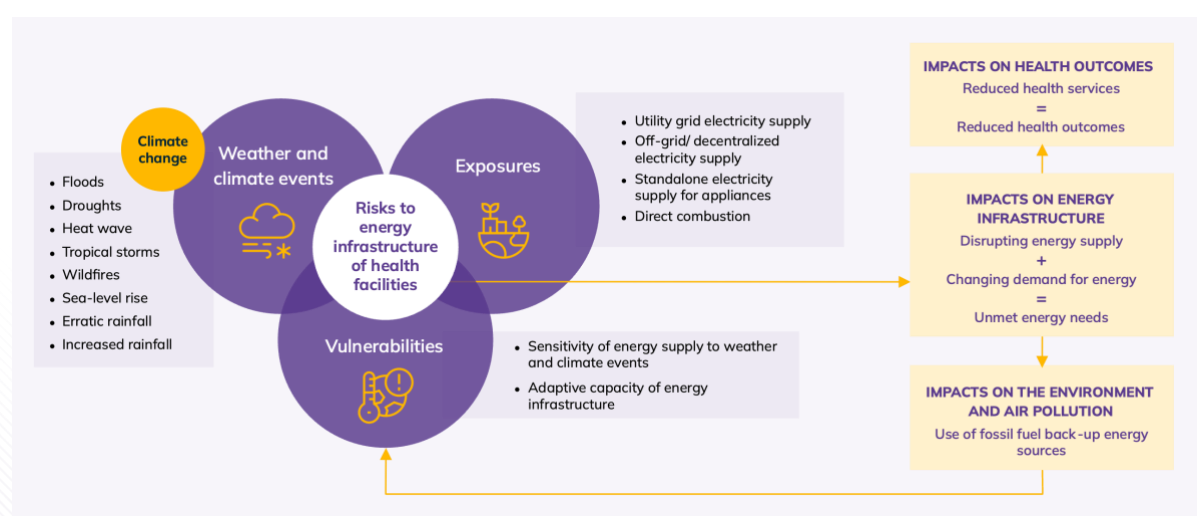 Climate
change
Weather and
climate events
• Floods
• Droughts
• Heat wave
• Tropical storms
• Wildfires
• Sea-level rise
• Erratic rainfall
• Increased rainfall
Exposures
• Utility grid electricity supply
• Off-grid/ decentralized
electricity supply
• Standalone electricity
supply for appliances
• Direct combustion
Risks to
energy
infrastructure
of health
facilities
Vulnerabilities
• Sensitivity of energy supply to weather
and climate events
• Adaptive capacity of energy
infrastructure
IMPACTS ON HEALTH OUTCOMES
Reduced health services
=
Reduced health outcomes
IMPACTS ON ENERGY
INFRASTRUCTURE
Disrupting energy supply
+
Changing demand for energy
=
Unmet energy needs
IMPACTS ON THE ENVIRONMENT
AND AIR POLLUTION
Use of fossil fuel back-up energy
sources